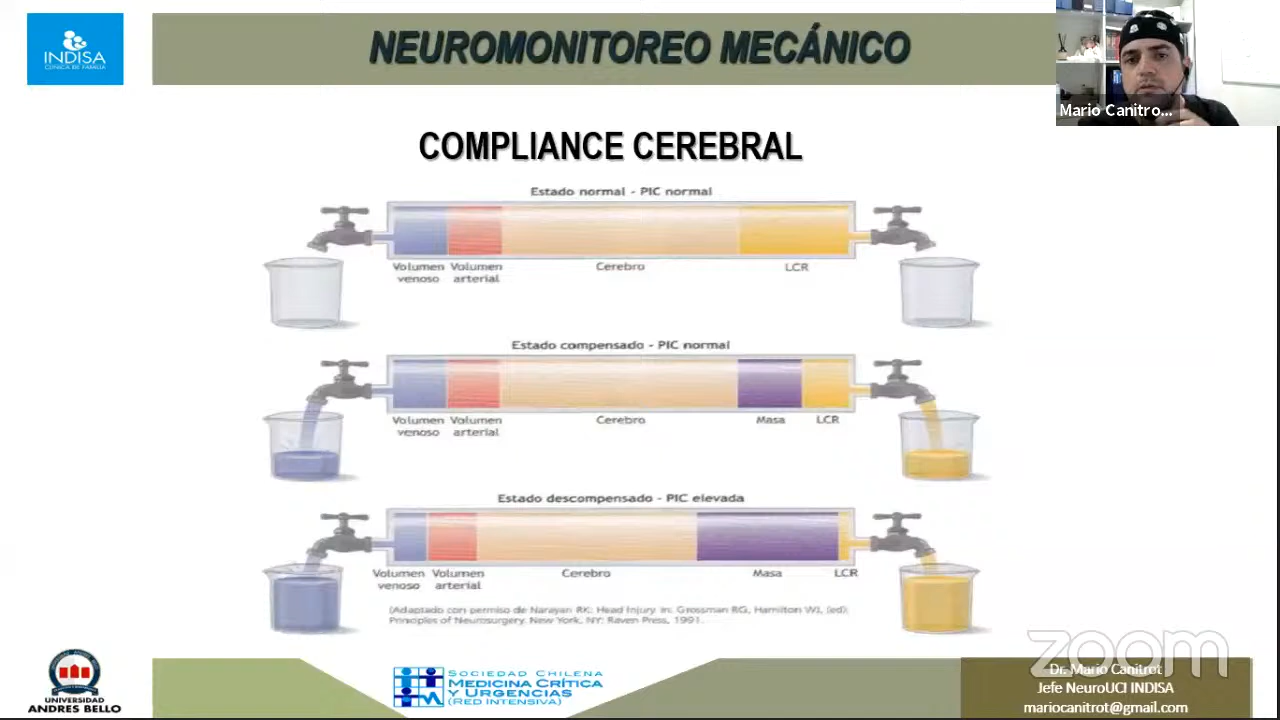 INDISA
CLINICA DE FAMILIA
NEUROMONITOREO MECÁNICO
Mario Canitro...
COMPLIANCE CEREBRAL
Estado normal - PIC normal
Volumen venoso
Volumen arterial
Cerebro
LCR
Estado compensado - PIC normal
Volumen venoso
Volumen arterial
Cerebro
Masa
LCR
Estado descompensado - PIC elevada
Volumen venoso
Volumen arterial
Cerebro
Masa
LCR
(Adaptado con permiso de Narayan RK: Head Injury in: Grossman RG, Hamilton WJ, (ed):
Principles of Neurosurgery. New York, NY: Raven Press, 1991.
UNIVERSIDAD
ANDRES BELLO
SOCIEDAD CHILENA
MEDICINA CRÍTICA
Y URGENCIAS
(RED INTENSIVA)
zoom
Dr. Mario Canitrot
Jefe NeuroUCI INDISA
mariocanitrot@gmail.com